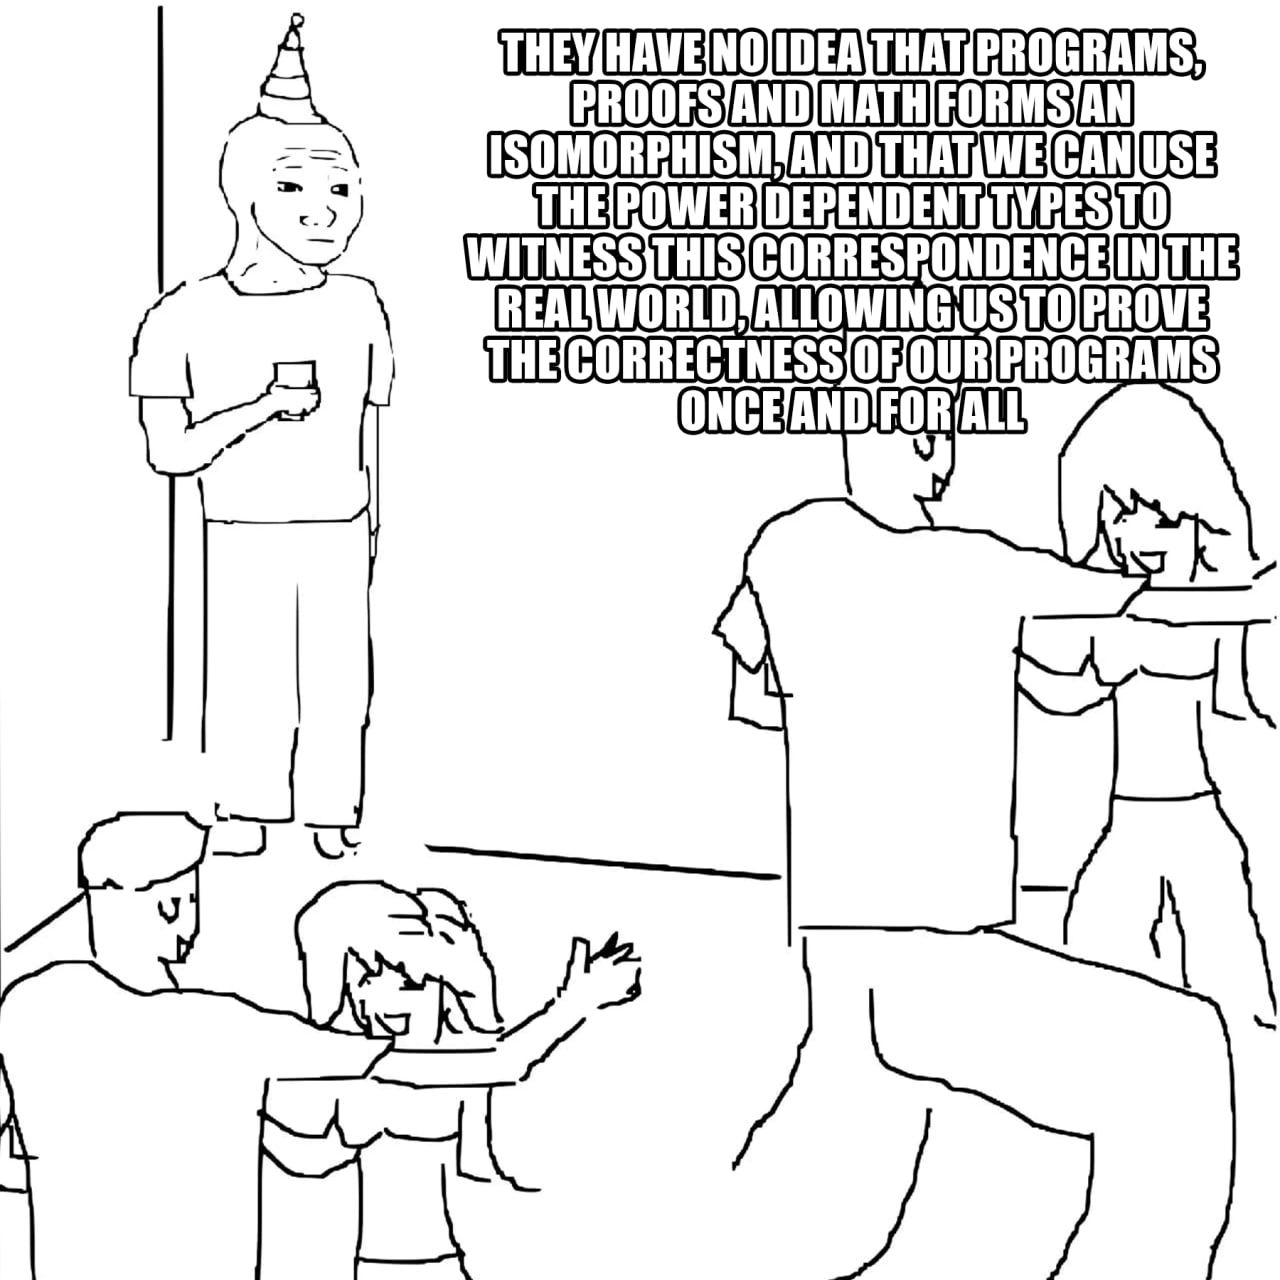 THEY HAVE NO IDEA THAT PROGRAMS,
PROOFS AND MATH FORMS AN
ISOMORPHISM, AND THAT WE CAN USE
THE POWER DEPENDENT TYPES TO
WITNESS THIS CORRESPONDENCE IN THE
REAL WORLD, ALLOWING US TO PROVE
THE CORRECTNESS OF OUR PROGRAMS
ONCE AND FOR ALL